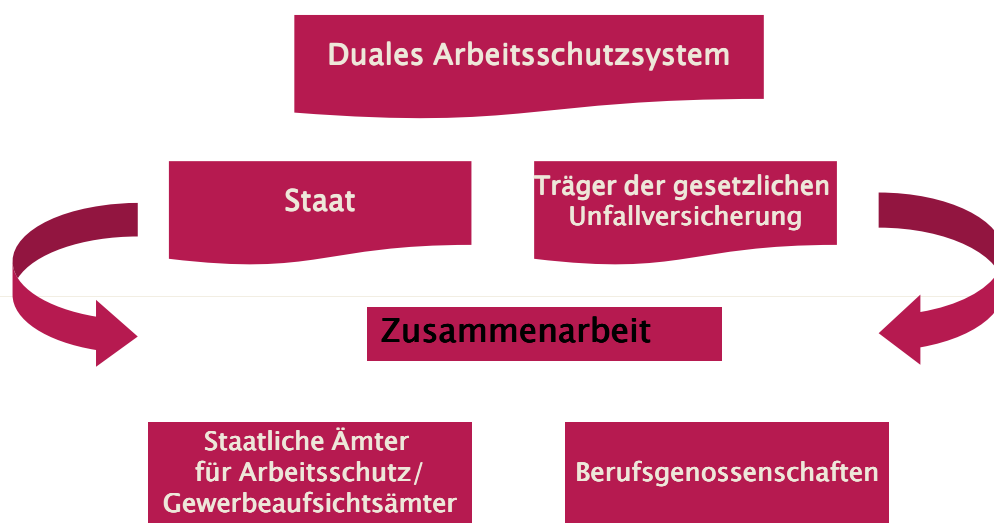 Duales Arbeitsschutzsystem
Staat
Träger der gesetzlichen
Unfallversicherung
Zusammenarbeit
Staatliche Ämter
für Arbeitsschutz/
Gewerbeaufsichtsämter
Berufsgenossenschaften